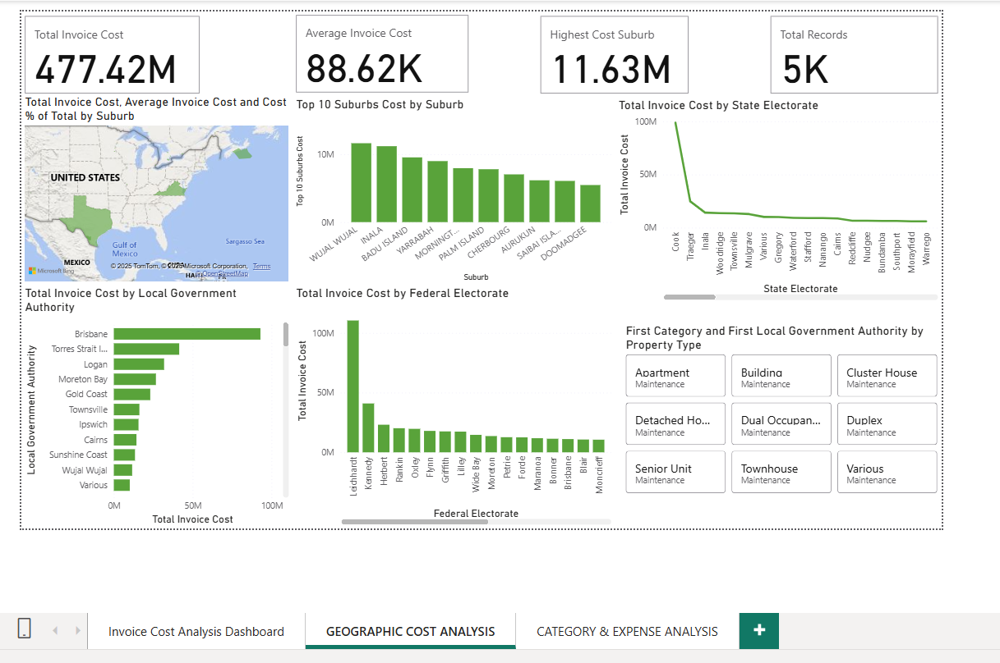 Total Invoice Cost
477.42M
Average Invoice Cost
88.62K
Highest Cost Suburb
11.63M
Total Records
5K
Total Invoice Cost, Average Invoice Cost and Cost
% of Total by Suburb
UNITED STATES
MEXICO
Gulf of
Mexico
Sargasso Sea
CUBA
HAITI
PR
Microsoft Bing
© 2025 TomTom, © 2025 Microsoft Corporation, Terms
© OpenStreetMap
Top 10 Suburbs Cost by Suburb
Top 10 Suburbs Cost
10M
0M
WUJAL WUJAL
INALA
BADU ISLAND
YARRABAH
MORNINGT...
PALM ISLAND
CHERBOURG
AURUKUN
SAIBAI ISLA...
DOOMADGEE
Suburb
Total Invoice Cost by State Electorate
Total Invoice Cost
100M
50M
0M
Cook
Traeger
Inala
Woodridge
Townsville
Mulgrave
Various
Gregory
Waterford
Stafford
Nanango
Cairns
Redcliffe
Nudgee
Bundamba
Southport
Morayfield
Warrego
State Electorate
Total Invoice Cost by Local Government
Authority
Local Government Authority
Brisbane
Torres Strait I...
Logan
Moreton Bay
Gold Coast
Townsville
Ipswich
Cairns
Sunshine Coast
Wujal Wujal
Various
0M
50M
100M
Total Invoice Cost
Total Invoice Cost by Federal Electorate
Total Invoice Cost
100M
50M
0M
Leichhardt
Kennedy
Herbert
Rankin
Oxley
Flynn
Griffith
Lilley
Wide Bay
Moreton
Petrie
Forde
Maranoa
Bonner
Brisbane
Blair
Moncrieff
Federal Electorate
First Category and First Local Government Authority by
Property Type
Apartment
Maintenance
Building
Maintenance
Cluster House
Maintenance
Detached Ho...
Maintenance
Dual Occupan...
Maintenance
Duplex
Maintenance
Senior Unit
Maintenance
Townhouse
Maintenance
Various
Maintenance
Invoice Cost Analysis Dashboard
GEOGRAPHIC COST ANALYSIS
CATEGORY & EXPENSE ANALYSIS
+